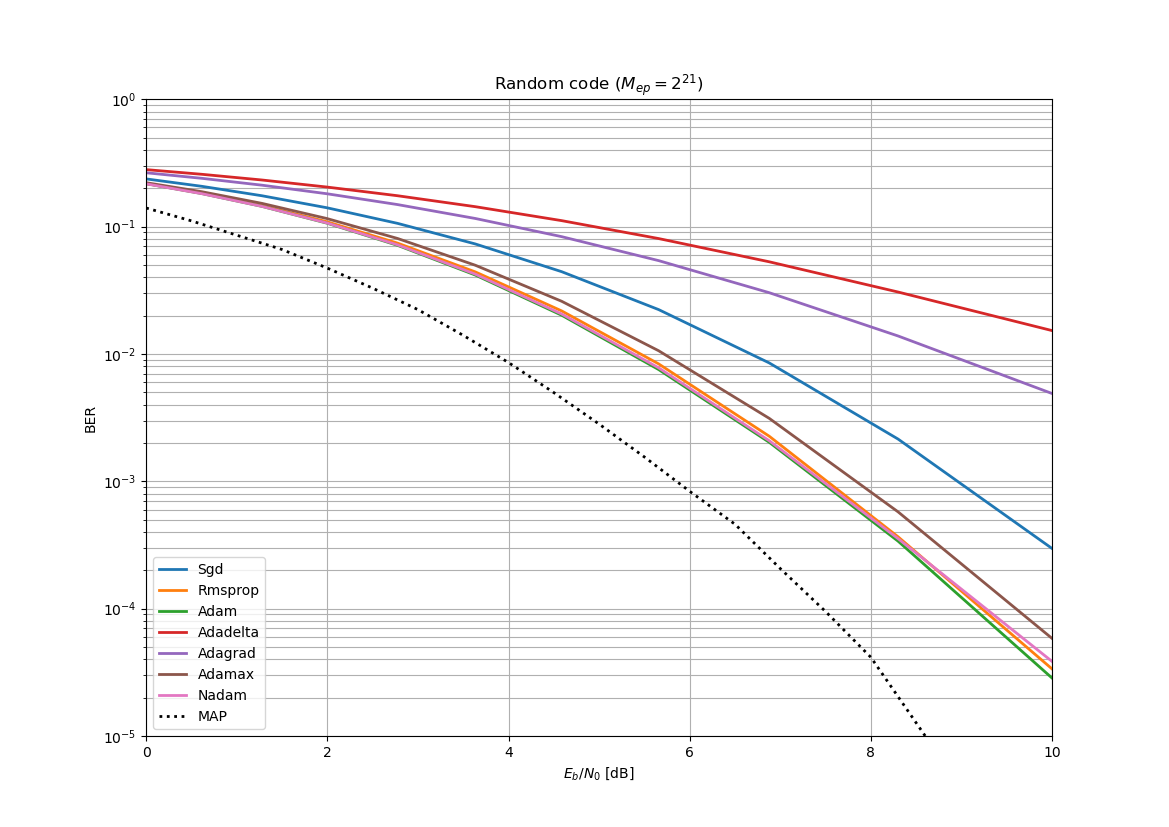 Random code ($M_{ep} = 2^{21}$)
BER
10^0
10^{-1}
10^{-2}
10^{-3}
10^{-4}
10^{-5}
Sgd
Rmsprop
Adam
Adadelta
Adagrad
Adamax
Nadam
MAP
0 2 4 6 8 10
$E_b/N_0$ [dB]